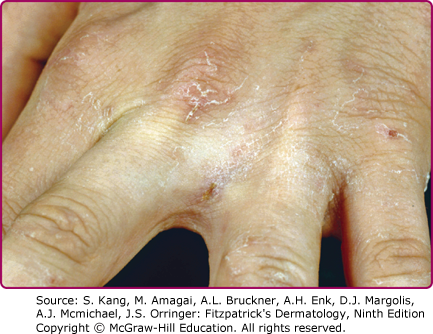 Source: S. Kang, M. Amagai, A.L. Bruckner, A.H. Enk, D.J. Margolis,
A.J. Mcmichael, J.S. Orringer: Fitzpatrick's Dermatology, Ninth Edition
Copyright © McGraw-Hill Education. All rights reserved.